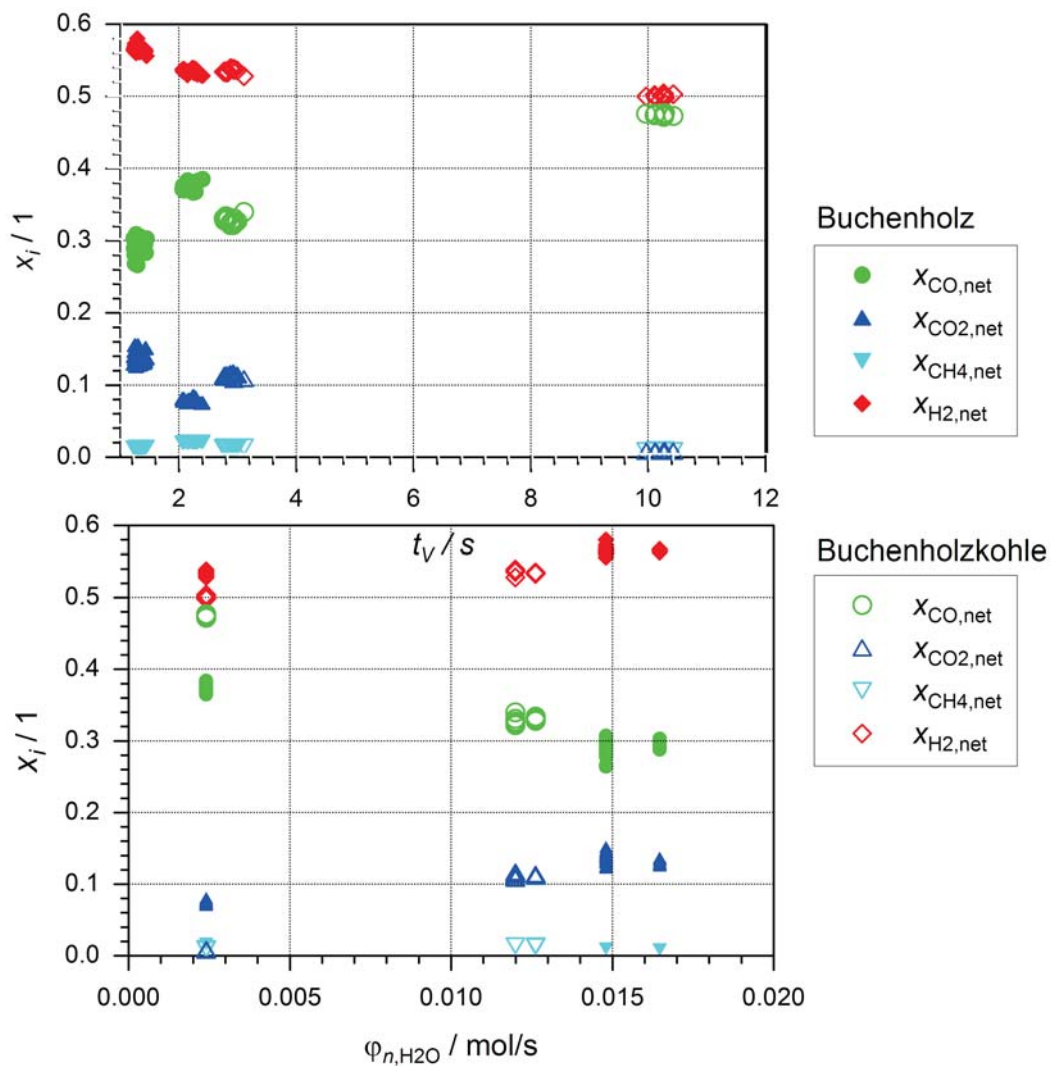 0.6
0.5
0.4
0.3
0.2
0.1
0.0
x_i / 1
2 4 6 8 10 12
t_V / s
Buchenholz
x_CO,net
x_CO2,net
x_CH4,net
x_H2,net
0.6
0.5
0.4
0.3
0.2
0.1
0.0
x_i / 1
0.000 0.005 0.010 0.015 0.020
φ_n,H2O / mol/s
Buchenholzkohle
x_CO,net
x_CO2,net
x_CH4,net
x_H2,net